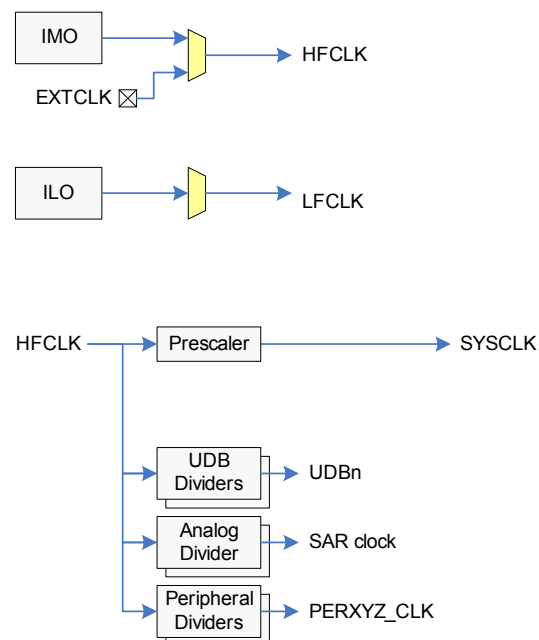 IMO
HFCLK
EXTCLK
ILO
LFCLK
HFCLK
Prescaler
SYSCLK
UDB
Dividers
UDBn
Analog
Divider
SAR clock
Peripheral
Dividers
PERXYZ_CLK